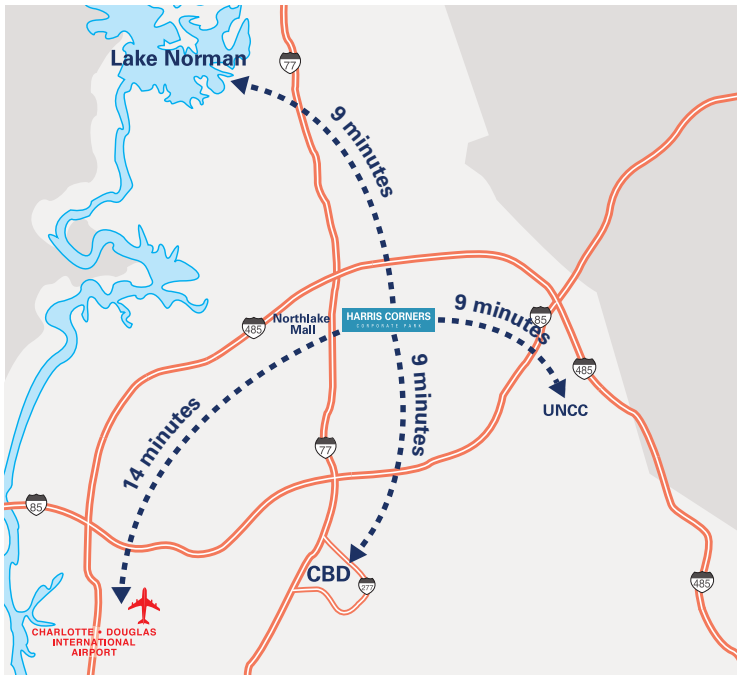 Lake Norman
77
9 minutes
Northlake
Mall
HARRIS CORNERS
CORPORATE PARK
9 minutes
85
485
485
9 minutes
UNCC
14 minutes
77
85
CBD
277
485
CHARLOTTE • DOUGLAS
INTERNATIONAL
AIRPORT